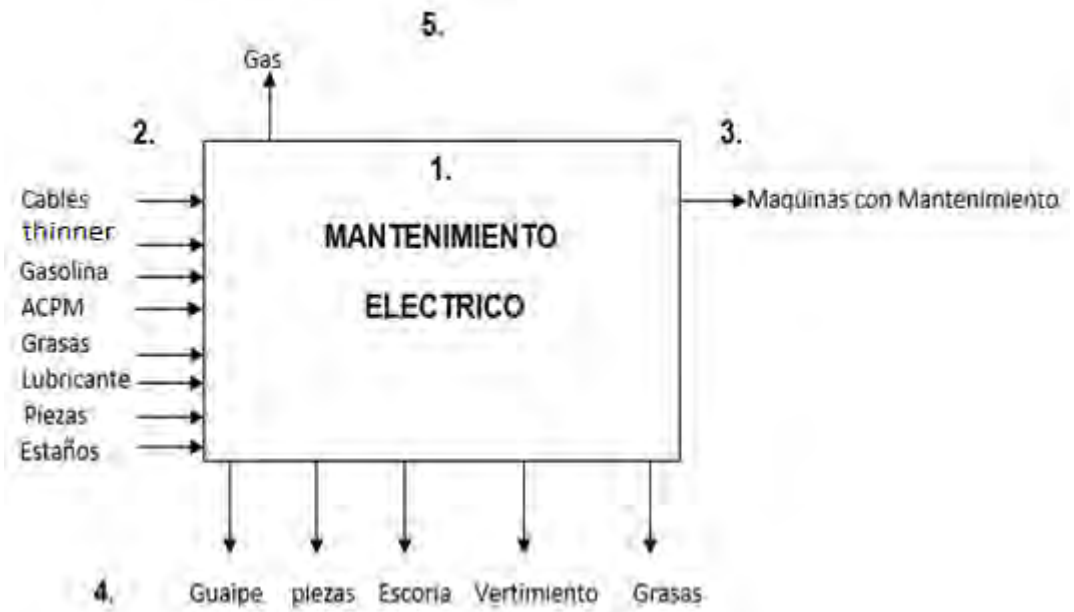 5.
Gas
2.
3.
1.
Cables
Maquinas con Mantenimiento
thinner
MANTENIMIENTO
Gasolina
ELECTRICO
ACPM
Grasas
Lubricante
Piezas
Estaños
4.
Guaipe piezas Escoria Vertimiento Grasas